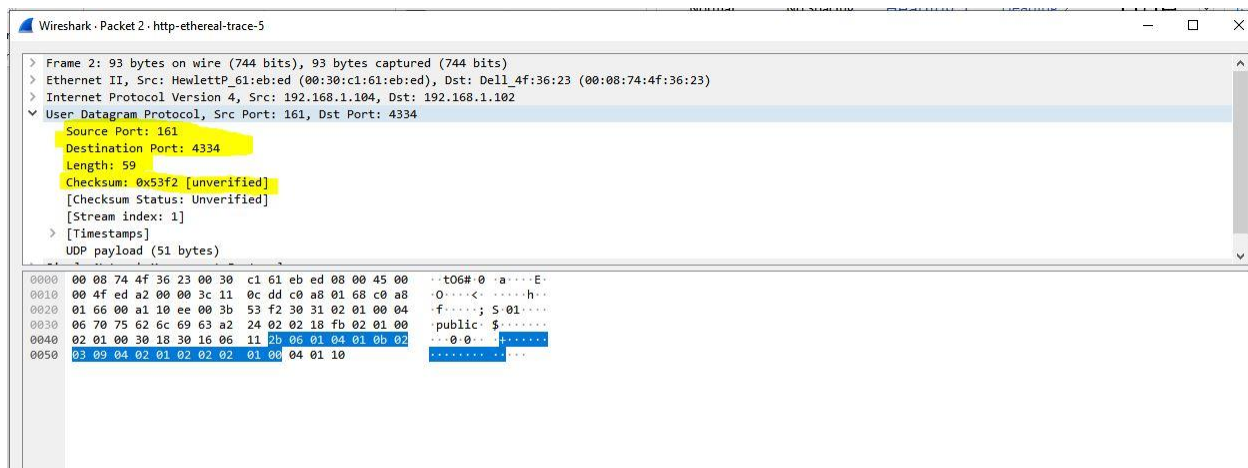 Wireshark · Packet 2 · http-ethereal-trace-5
Frame 2: 93 bytes on wire (744 bits), 93 bytes captured (744 bits)
Ethernet II, Src: HewlettP_61:eb:ed (00:30:c1:61:eb:ed), Dst: Dell_4f:36:23 (00:08:74:4f:36:23)
Internet Protocol Version 4, Src: 192.168.1.104, Dst: 192.168.1.102
User Datagram Protocol, Src Port: 161, Dst Port: 4334
Source Port: 161
Destination Port: 4334
Length: 59
Checksum: 0x53f2 [unverified]
[Checksum Status: Unverified]
[Stream index: 1]
[Timestamps]
UDP payload (51 bytes)
0000 00 08 74 4f 36 23 00 30 c1 61 eb ed 08 00 45 00 ··tO6#·0 ·a····E·
0010 00 4f ed a2 00 00 3c 11 0c dd c0 a8 01 68 c0 a8 ·O····<· ·····h··
0020 01 66 00 a1 10 ee 00 3b 53 f2 30 31 02 01 00 04 ·f·····; S·01····
0030 06 70 75 62 6c 69 63 a2 24 02 02 18 fb 02 01 00 ·public· $·······
0040 02 01 00 30 18 30 16 06 11 2b 06 01 04 01 0b 02 ···0·0·· ·+······
0050 03 09 04 02 01 02 02 02 01 00 04 01 10 ········ ·····